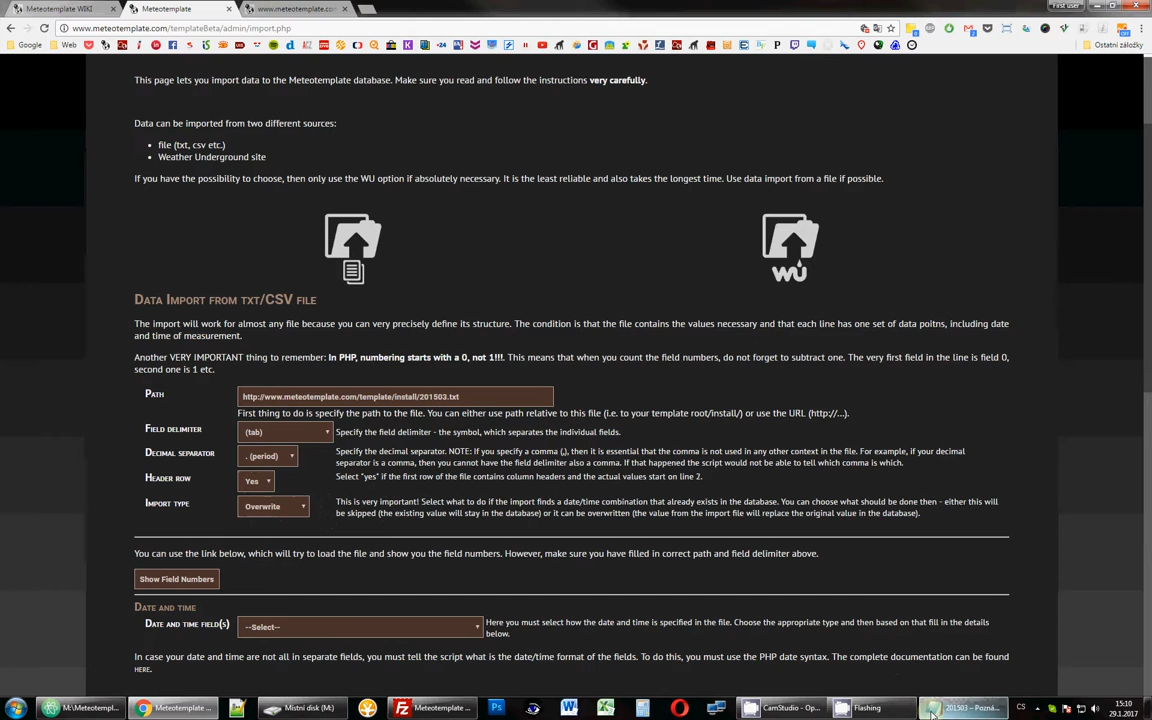 Meteotemplate WIKI
Meteotemplate
www.meteotemplate.com/
First user
www.meteotemplate.com/templateBeta/admin/import.php
Google
Web
Ostatní záložky
This page lets you import data to the Meteotemplate database. Make sure you read and follow the instructions very carefully.
Data can be imported from two different sources:
• file (txt, csv etc.)
• Weather Underground site
If you have the possibility to choose, then only use the WU option if absolutely necessary. It is the least reliable and also takes the longest time. Use data import from a file if possible.
WU
Data Import from txt/CSV file
The import will work for almost any file because you can very precisely define its structure. The condition is that the file contains the values necessary and that each line has one set of data poitns, including date
and time of measurement.
Another VERY IMPORTANT thing to remember: In PHP, numbering starts with a 0, not 1!!!. This means that when you count the field numbers, do not forget to subtract one. The very first field in the line is field 0,
second one is 1 etc.
Path
http://www.meteotemplate.com/template/install/201503.txt
First thing to do is specify the path to the file. You can either use path relative to this file (i.e. to your template root/install/) or use the URL (http://...).
Field delimiter
(tab)
Specify the field delimiter - the symbol, which separates the individual fields.
Decimal separator
. (period)
Specify the decimal separator. NOTE: If you specify a comma (,), then it is essential that the comma is not used in any other context in the file. For example, if your decimal
separator is a comma, then you cannot have the field delimiter also a comma. If that happened the script would not be able to tell which comma is which.
Header row
Yes
Select "yes" if the first row of the file contains column headers and the actual values start on line 2.
Import type
Overwrite
This is very important! Select what to do if the import finds a date/time combination that already exists in the database. You can choose what should be done then - either this will
be skipped (the existing value will stay in the database) or it can be overwritten (the value from the import file will replace the original value in the database).
You can use the link below, which will try to load the file and show you the field numbers. However, make sure you have filled in correct path and field delimiter above.
Show Field Numbers
Date and time
Date and time field(s)
--Select--
Here you must select how the date and time is specified in the file. Choose the appropriate type and then based on that fill in the details
below.
In case your date and time are not all in separate fields, you must tell the script what is the date/time format of the fields. To do this, you must use the PHP date syntax. The complete documentation can be found
here.
M:\Meteotempl...
Meteotemplate ...
Místní disk (M:)
Meteotemplate ...
CamStudio - Op...
Flashing
201503 – Pozná...
CS
15:10
29.1.2017